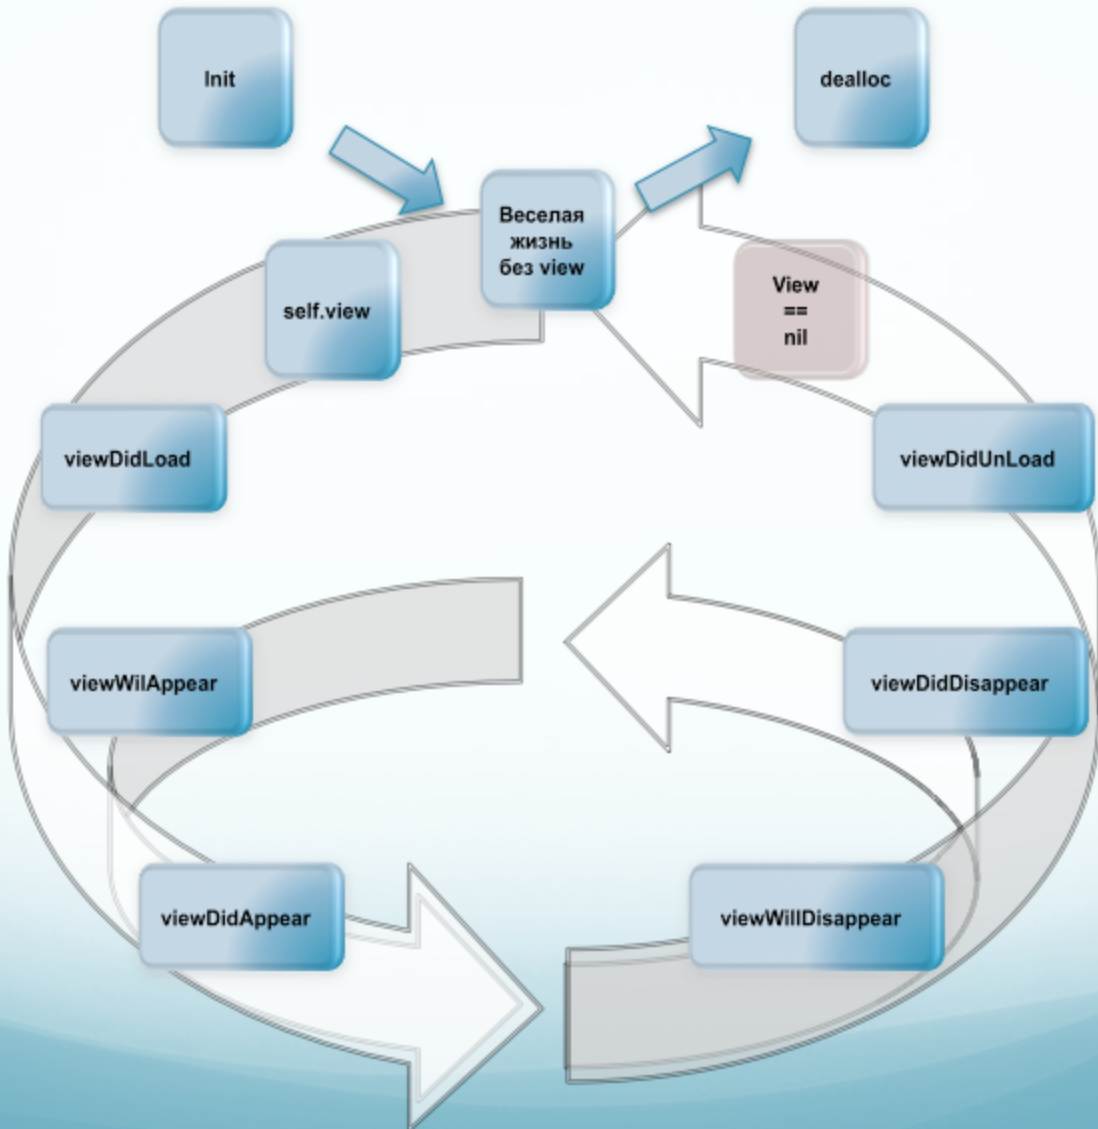 Init
dealloc
Веселая
жизнь
без view
self.view
View
==
nil
viewDidLoad
viewDidUnLoad
viewWilAppear
viewDidDisappear
viewDidAppear
viewWillDisappear